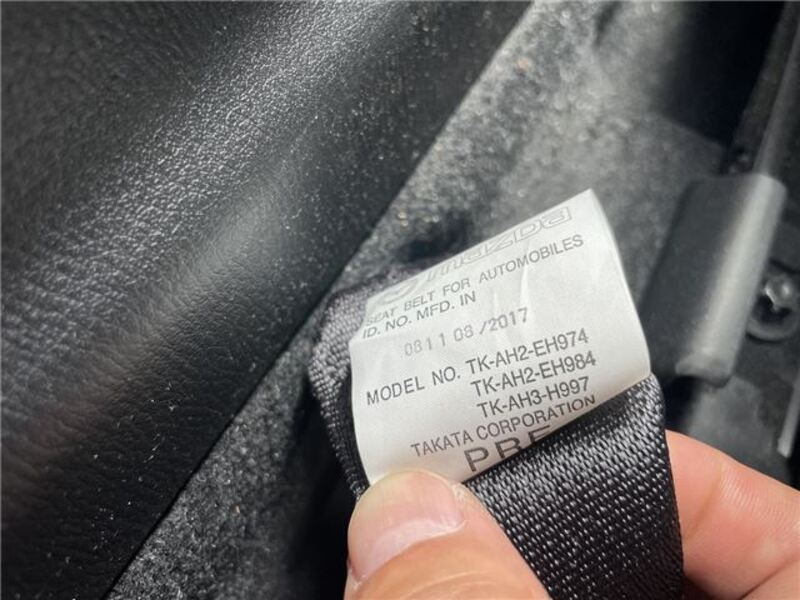 mazda
SEAT BELT FOR AUTOMOBILES
ID. NO. MFD. IN
0811 08/2017
MODEL NO. TK-AH2-EH974
TK-AH2-EH984
TK-AH3-H997
TAKATA CORPORATION